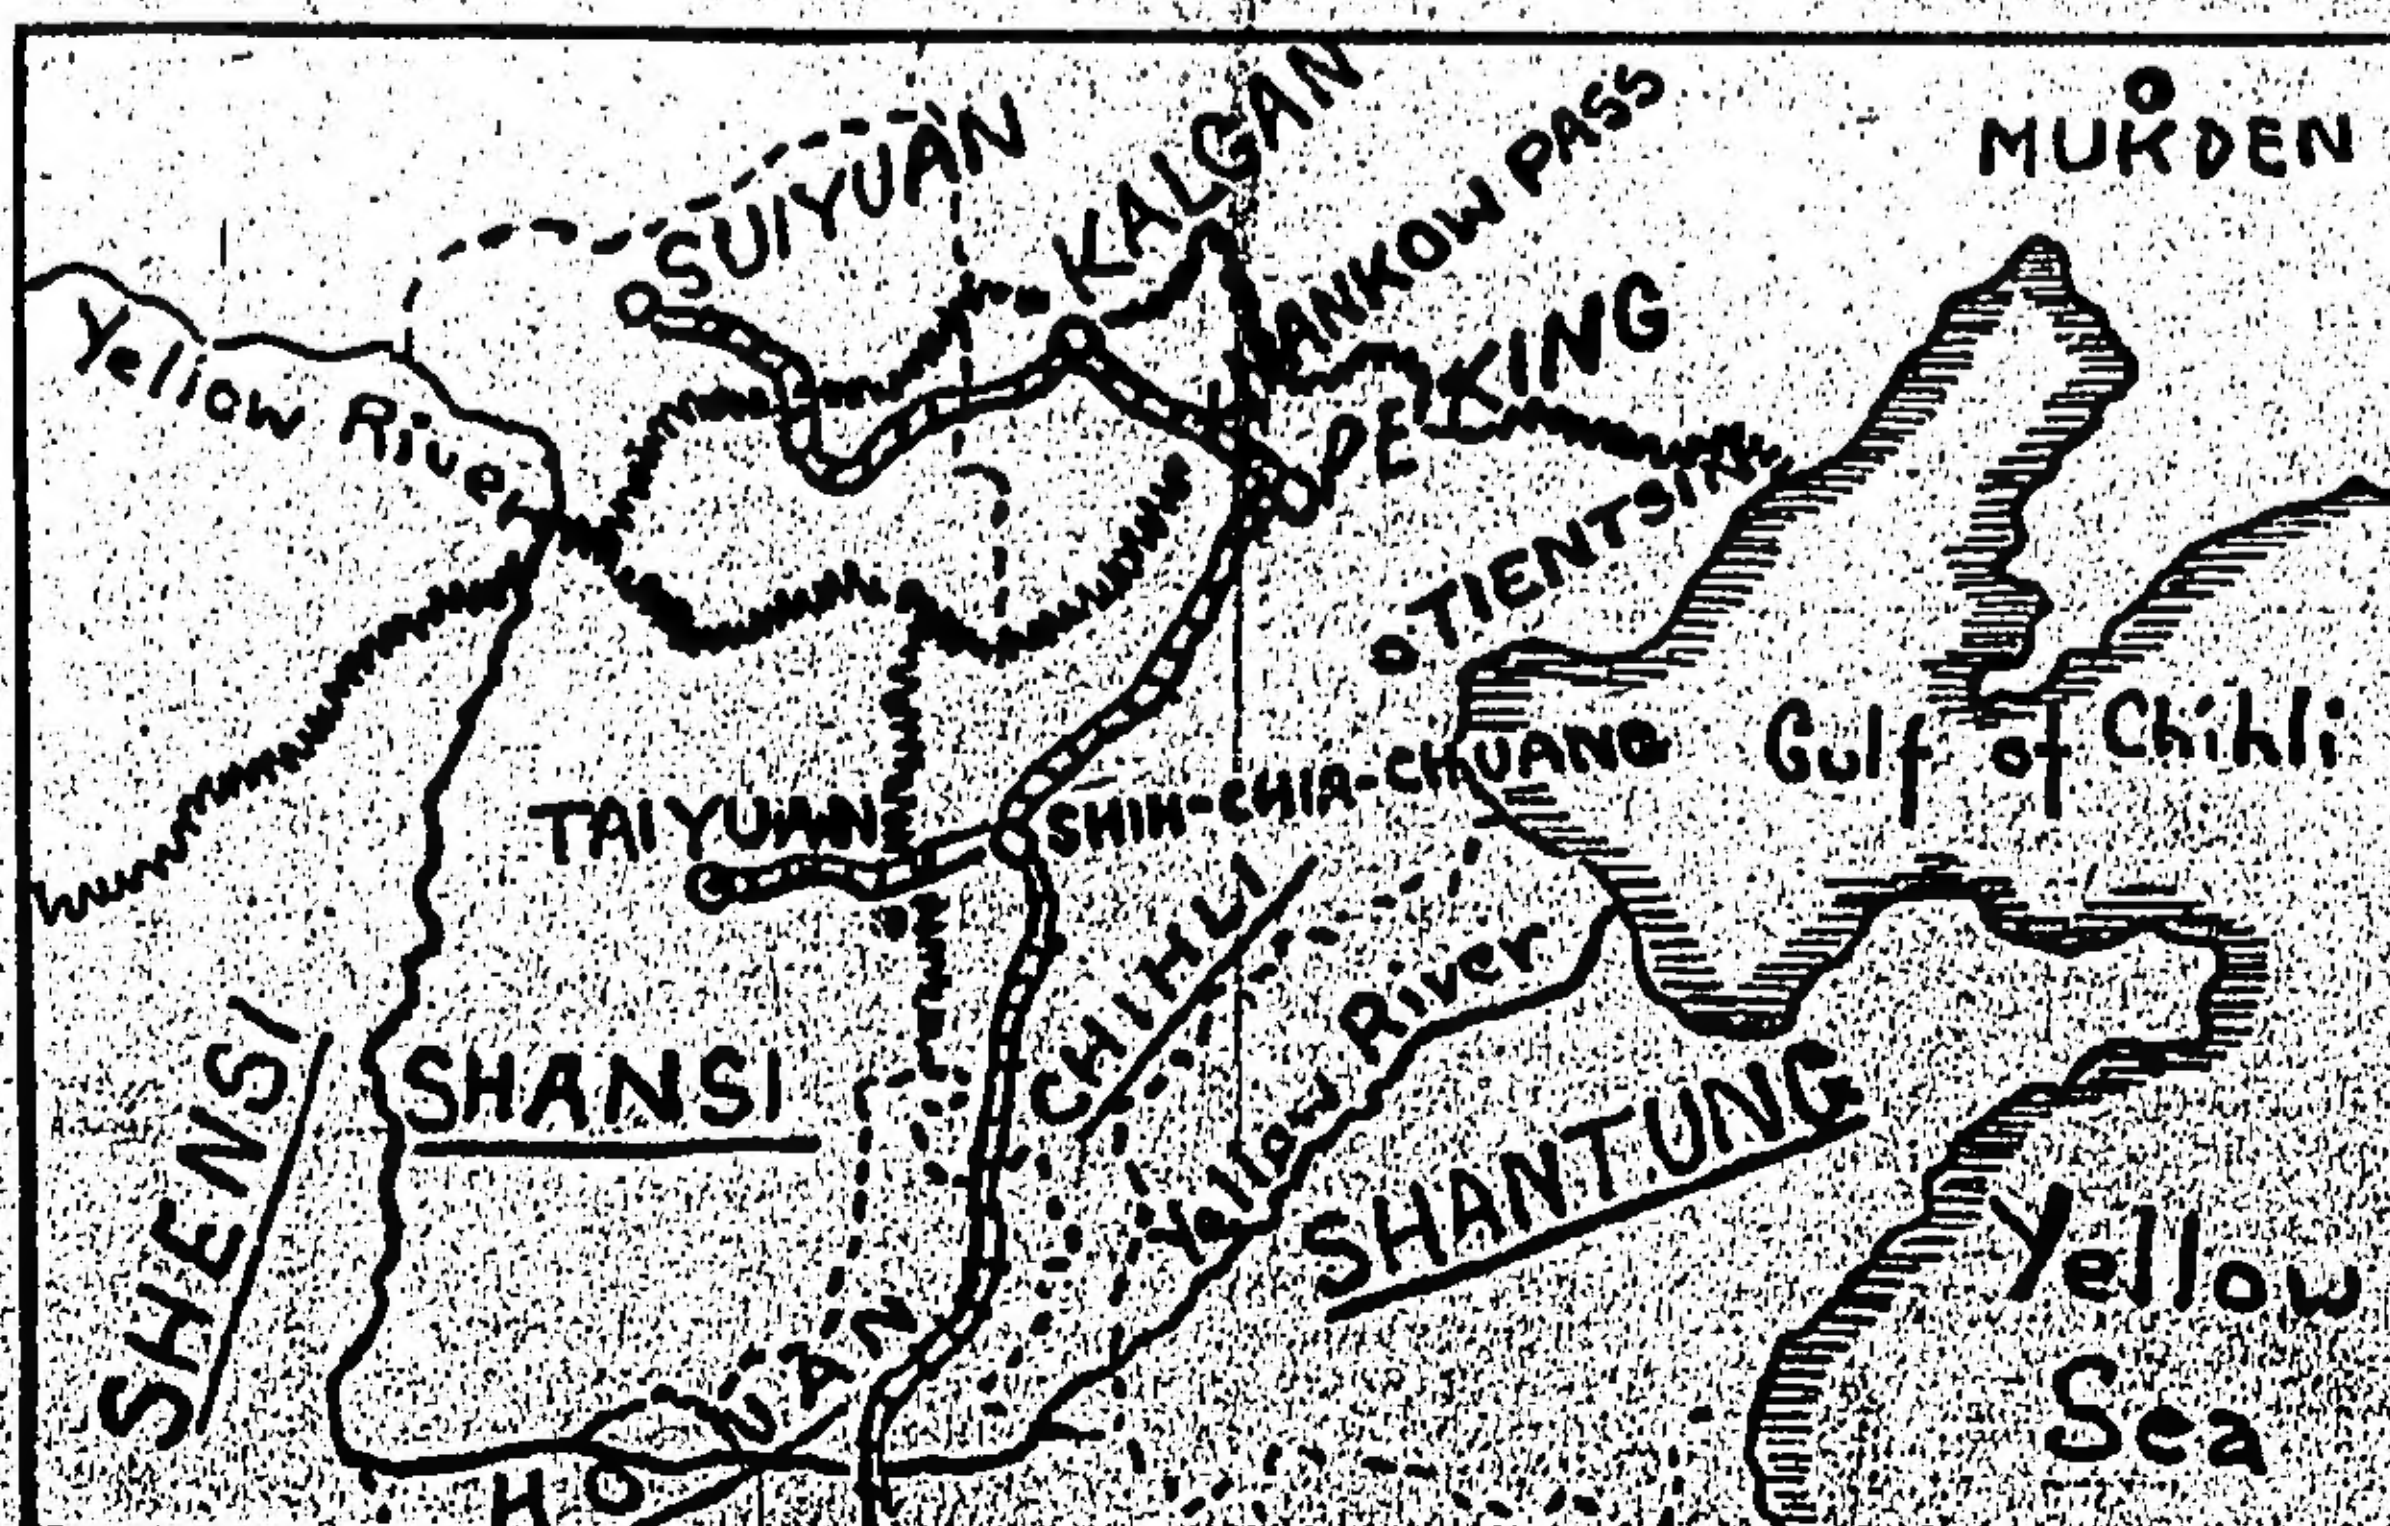 MUKDEN
SUIYUAN
KALGAN
NANKOW PASS
PEKING
Yellow River
TIENTSIN
Gulf of Chihli
SHIH-CHIA-CHUANG
TAIYUAN
CHIHLI
Yellow River
SHANSI
SHENSI
SHANTUNG
Yellow
Sea
HONAN